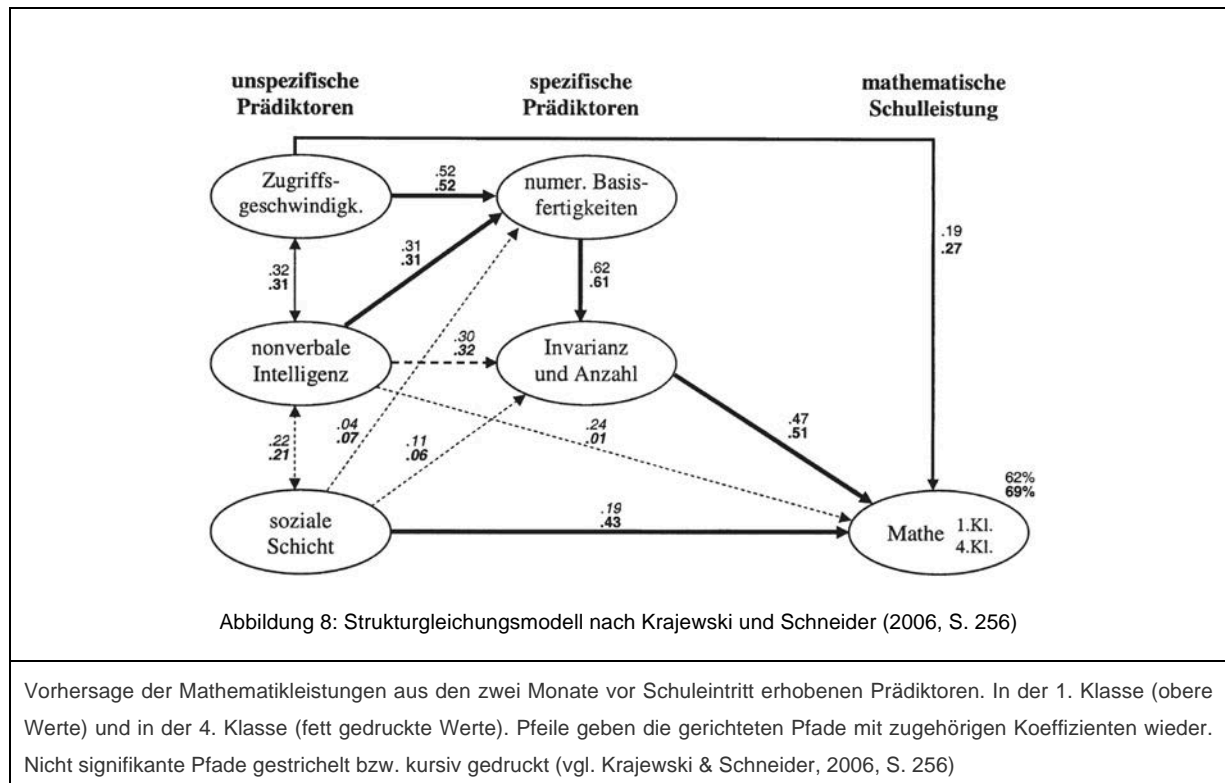 unspezifische
Prädiktoren
spezifische
Prädiktoren
mathematische
Schulleistung
Zugriffs-
geschwindigk.
.52
.52
numer. Basis-
fertigkeiten
.19
.27
.32
.31
.31
.31
.62
.61
nonverbale
Intelligenz
.30
.32
Invarianz
und Anzahl
.22
.21
.04
.07
.11
.06
.24
.01
.47
.51
62%
69%
soziale
Schicht
.19
.43
Mathe 1.Kl.
4.Kl.
Abbildung 8: Strukturgleichungsmodell nach Krajewski und Schneider (2006, S. 256)
Vorhersage der Mathematikleistungen aus den zwei Monate vor Schuleintritt erhobenen Prädiktoren. In der 1. Klasse (obere
Werte) und in der 4. Klasse (fett gedruckte Werte). Pfeile geben die gerichteten Pfade mit zugehörigen Koeffizienten wieder.
Nicht signifikante Pfade gestrichelt bzw. kursiv gedruckt (vgl. Krajewski & Schneider, 2006, S. 256)